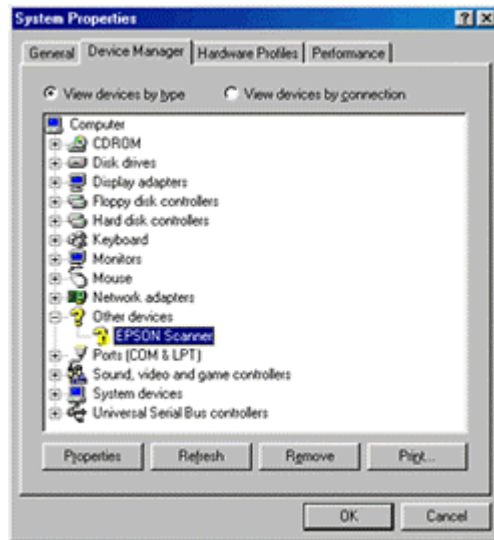 System Properties
General Device Manager Hardware Profiles Performance
View devices by type View devices by connection
Computer
CDROM
Disk drives
Display adapters
Floppy disk controllers
Hard disk controllers
Keyboard
Monitors
Mouse
Network adapters
Other devices
EPSON Scanner
Ports (COM & LPT)
Sound, video and game controllers
System devices
Universal Serial Bus controllers
Properties Refresh Remove Print...
OK Cancel